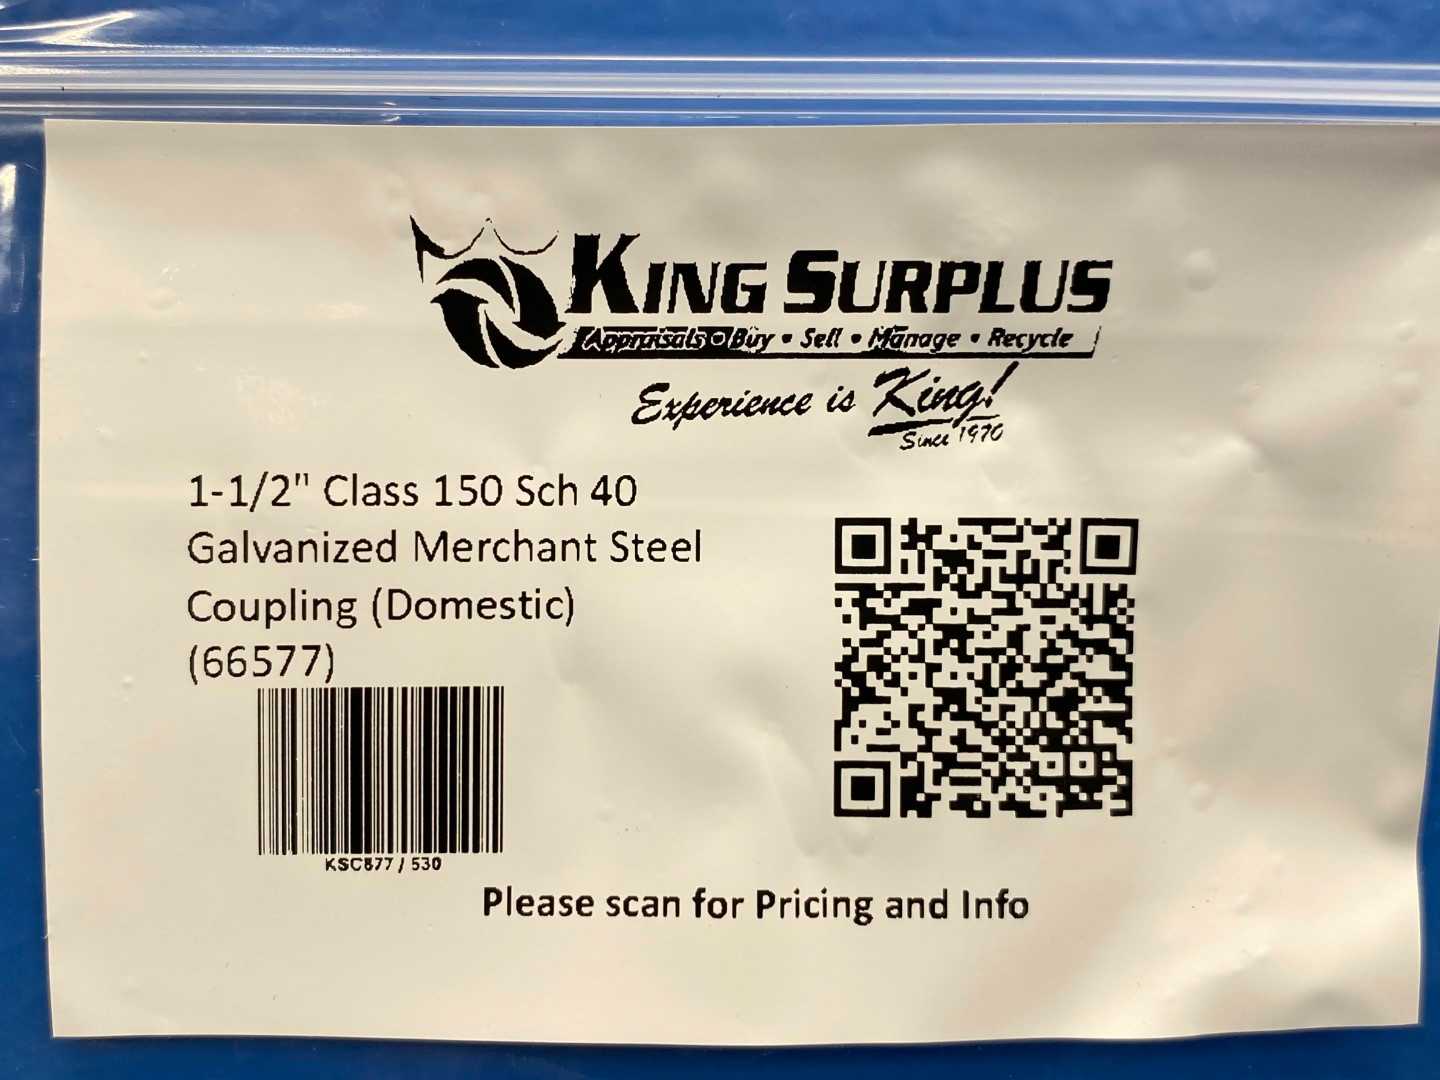 KING SURPLUS
Appraisals • Buy • Sell • Manage • Recycle
Experience is King!
Since 1970
1-1/2" Class 150 Sch 40
Galvanized Merchant Steel
Coupling (Domestic)
(66577)
KSC877 / 530
Please scan for Pricing and Info